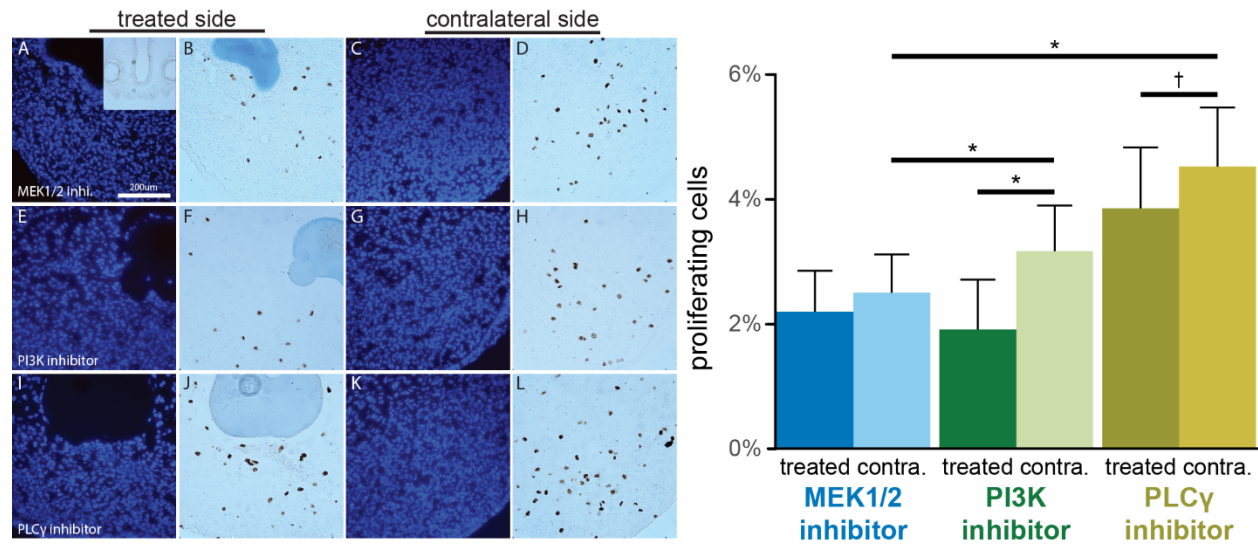 treated side
contralateral side
A
B
C
D
MEK1/2 inhi.
200um
E
F
G
H
PI3K inhibitor
I
J
K
L
PLCγ inhibitor
proliferating cells
6%
4%
2%
0%
*
†
*
*
treated contra. treated contra. treated contra.
MEK1/2 inhibitor
PI3K inhibitor
PLCγ inhibitor